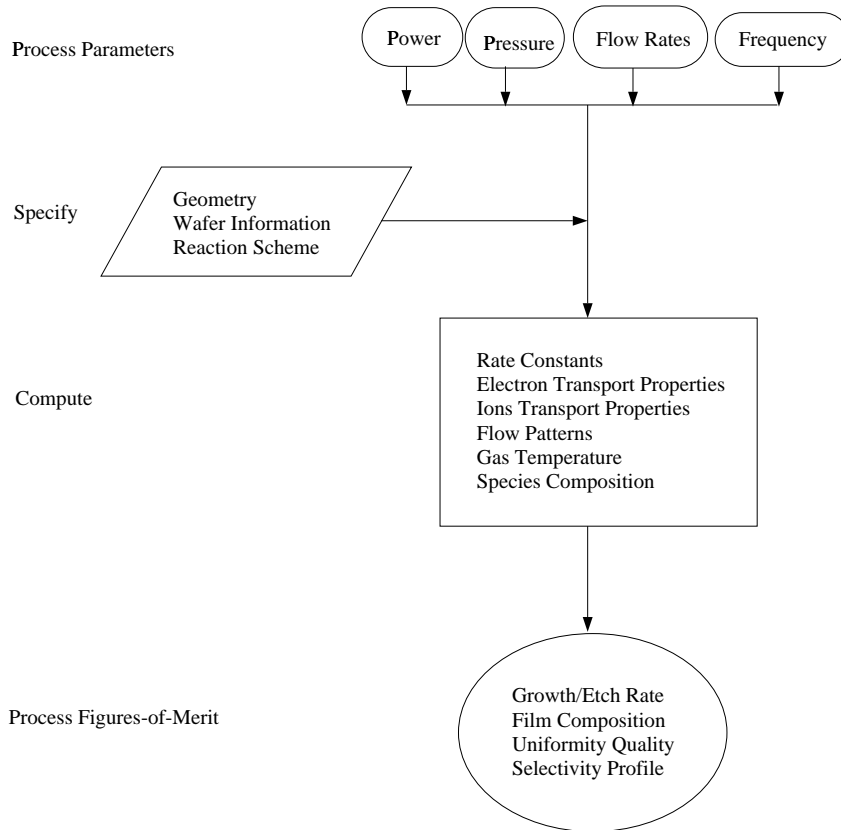 Process Parameters
Power
Pressure
Flow Rates
Frequency
Specify
Geometry
Wafer Information
Reaction Scheme
Compute
Rate Constants
Electron Transport Properties
Ions Transport Properties
Flow Patterns
Gas Temperature
Species Composition
Process Figures-of-Merit
Growth/Etch Rate
Film Composition
Uniformity Quality
Selectivity Profile